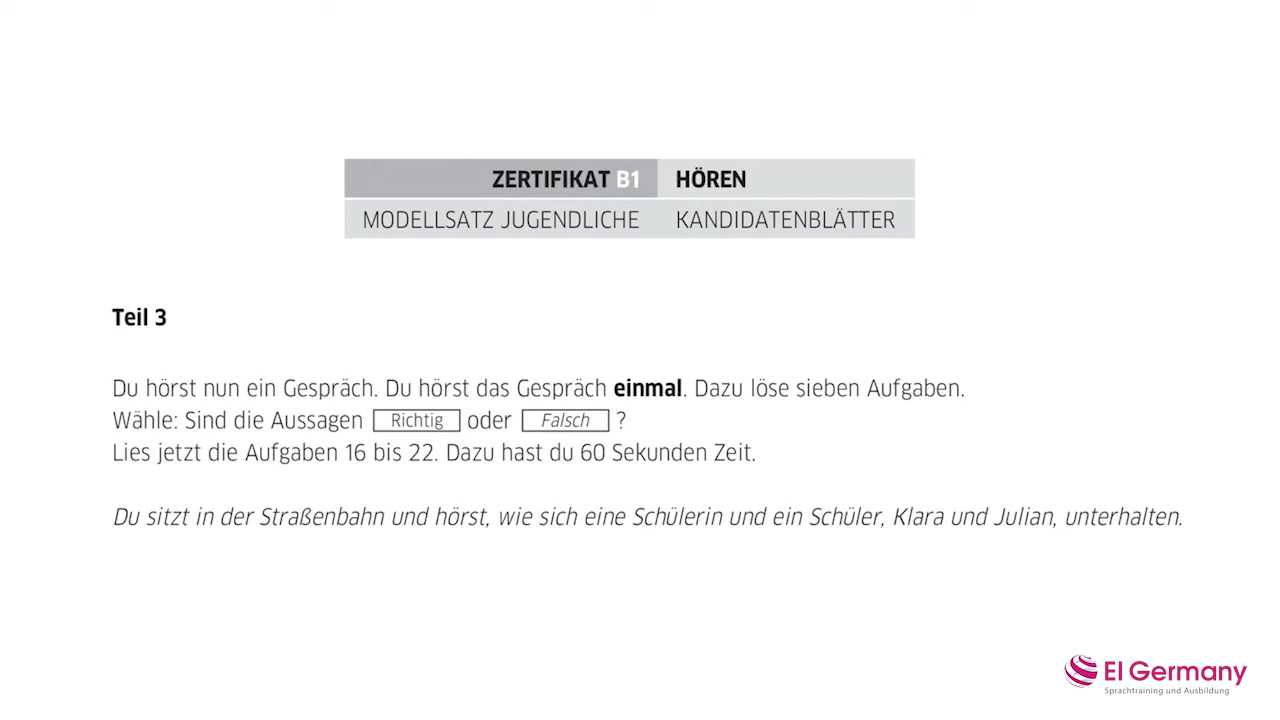 ZERTIFIKAT B1 HÖREN
MODELLSATZ JUGENDLICHE KANDIDATENBLÄTTER
Teil 3
Du hörst nun ein Gespräch. Du hörst das Gespräch einmal. Dazu löse sieben Aufgaben.
Wähle: Sind die Aussagen Richtig oder Falsch ?
Lies jetzt die Aufgaben 16 bis 22. Dazu hast du 60 Sekunden Zeit.
Du sitzt in der Straßenbahn und hörst, wie sich eine Schülerin und ein Schüler, Klara und Julian, unterhalten.
EI Germany
Sprachtraining und Ausbildung